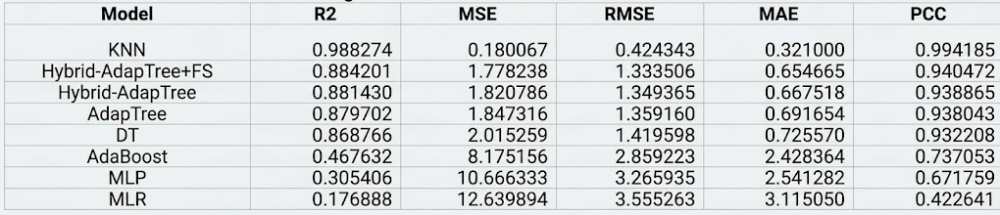 Model R2 MSE RMSE MAE PCC
KNN 0.988274 0.180067 0.424343 0.321000 0.994185
Hybrid-AdapTree+FS 0.884201 1.778238 1.333506 0.654665 0.940472
Hybrid-AdapTree 0.881430 1.820786 1.349365 0.667518 0.938865
AdapTree 0.879702 1.847316 1.359160 0.691654 0.938043
DT 0.868766 2.015259 1.419598 0.725570 0.932208
AdaBoost 0.467632 8.175156 2.859223 2.428364 0.737053
MLP 0.305406 10.666333 3.265935 2.541282 0.671759
MLR 0.176888 12.639894 3.555263 3.115050 0.422641